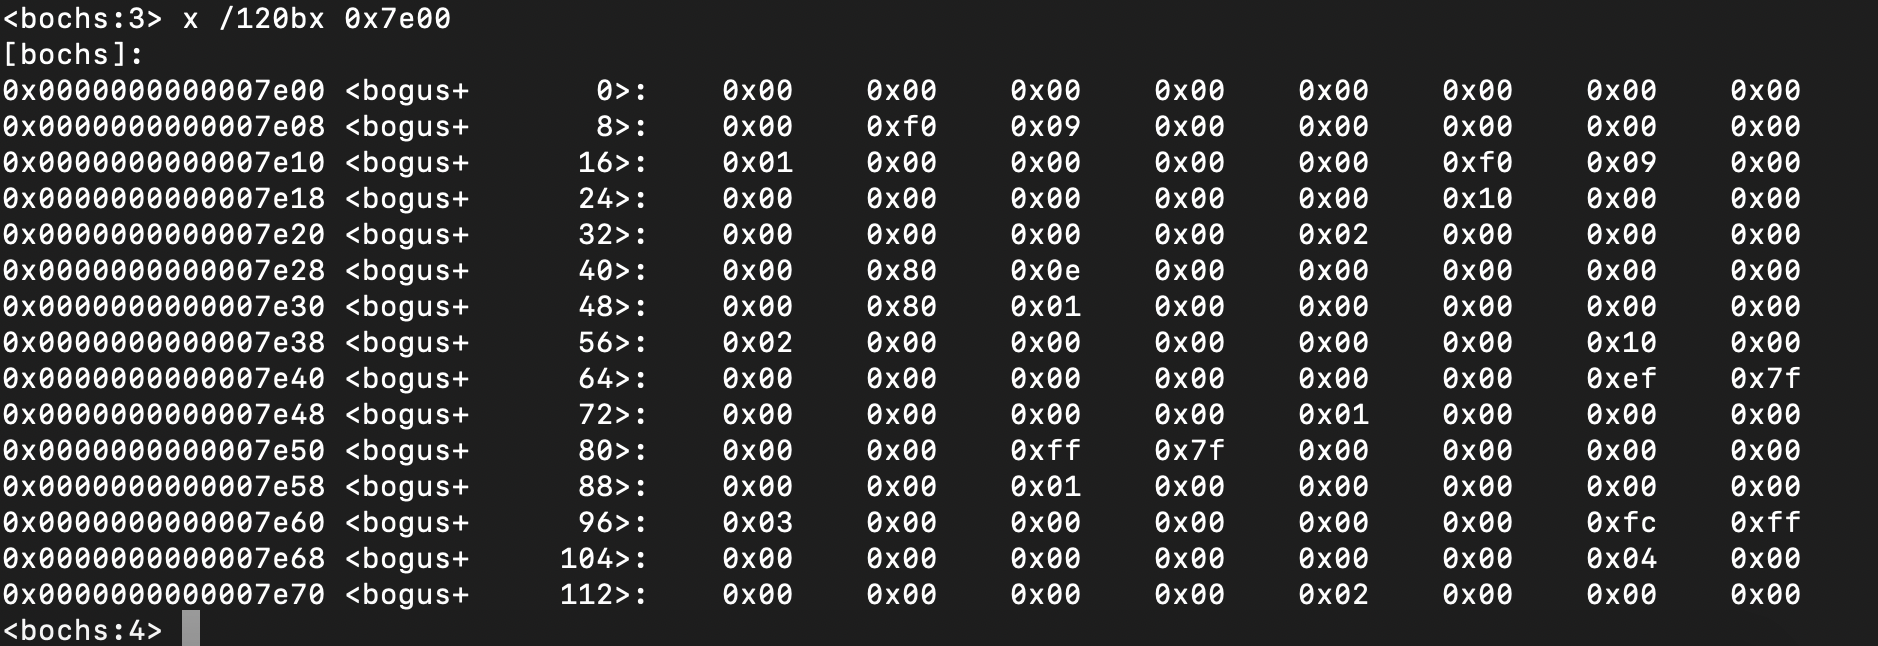 <bochs:3> x /120bx 0x7e00
[bochs]:
0x0000000000007e00 <bogus+       0>:    0x00    0x00    0x00    0x00    0x00    0x00    0x00    0x00
0x0000000000007e08 <bogus+       8>:    0x00    0xf0    0x09    0x00    0x00    0x00    0x00    0x00
0x0000000000007e10 <bogus+      16>:    0x01    0x00    0x00    0x00    0x00    0xf0    0x09    0x00
0x0000000000007e18 <bogus+      24>:    0x00    0x00    0x00    0x00    0x00    0x10    0x00    0x00
0x0000000000007e20 <bogus+      32>:    0x00    0x00    0x00    0x00    0x02    0x00    0x00    0x00
0x0000000000007e28 <bogus+      40>:    0x00    0x80    0x0e    0x00    0x00    0x00    0x00    0x00
0x0000000000007e30 <bogus+      48>:    0x00    0x80    0x01    0x00    0x00    0x00    0x00    0x00
0x0000000000007e38 <bogus+      56>:    0x02    0x00    0x00    0x00    0x00    0x00    0x10    0x00
0x0000000000007e40 <bogus+      64>:    0x00    0x00    0x00    0x00    0x00    0x00    0xef    0x7f
0x0000000000007e48 <bogus+      72>:    0x00    0x00    0x00    0x00    0x01    0x00    0x00    0x00
0x0000000000007e50 <bogus+      80>:    0x00    0x00    0xff    0x7f    0x00    0x00    0x00    0x00
0x0000000000007e58 <bogus+      88>:    0x00    0x00    0x01    0x00    0x00    0x00    0x00    0x00
0x0000000000007e60 <bogus+      96>:    0x03    0x00    0x00    0x00    0x00    0x00    0xfc    0xff
0x0000000000007e68 <bogus+     104>:    0x00    0x00    0x00    0x00    0x00    0x00    0x04    0x00
0x0000000000007e70 <bogus+     112>:    0x00    0x00    0x00    0x00    0x02    0x00    0x00    0x00
<bochs:4>